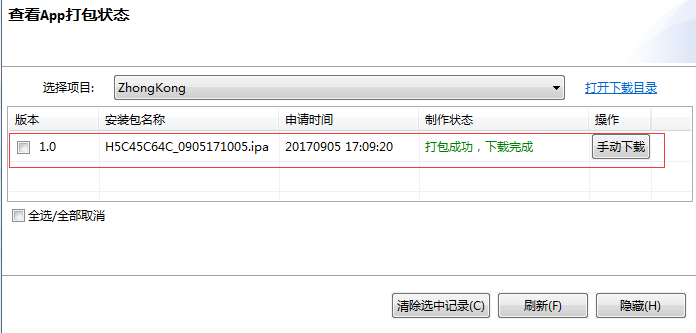 查看App打包状态
选择项目: ZhongKong 打开下载目录
版本 安装包名称 申请时间 制作状态 操作
1.0 H5C45C64C_0905171005.ipa 20170905 17:09:20 打包成功，下载完成 手动下载
全选/全部取消
清除选中记录(C) 刷新(F) 隐藏(H)